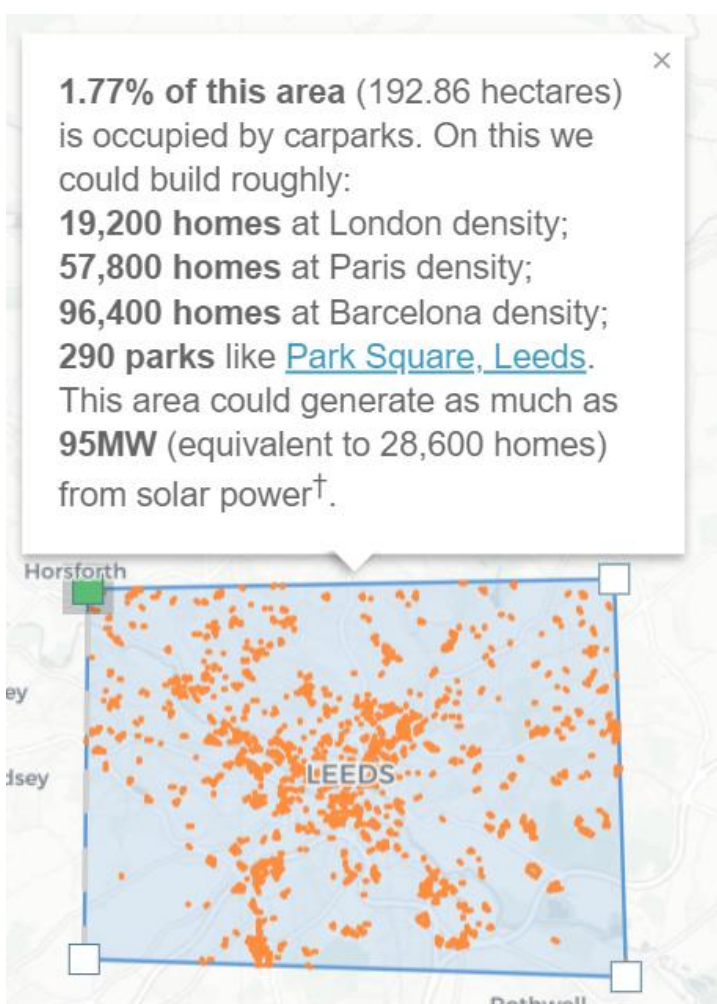 ×
1.77% of this area (192.86 hectares)
is occupied by carparks. On this we
could build roughly:
19,200 homes at London density;
57,800 homes at Paris density;
96,400 homes at Barcelona density;
290 parks like Park Square, Leeds.
This area could generate as much as
95MW (equivalent to 28,600 homes)
from solar power†.
Horsforth
ey
LEEDS
dsey
Rothwell